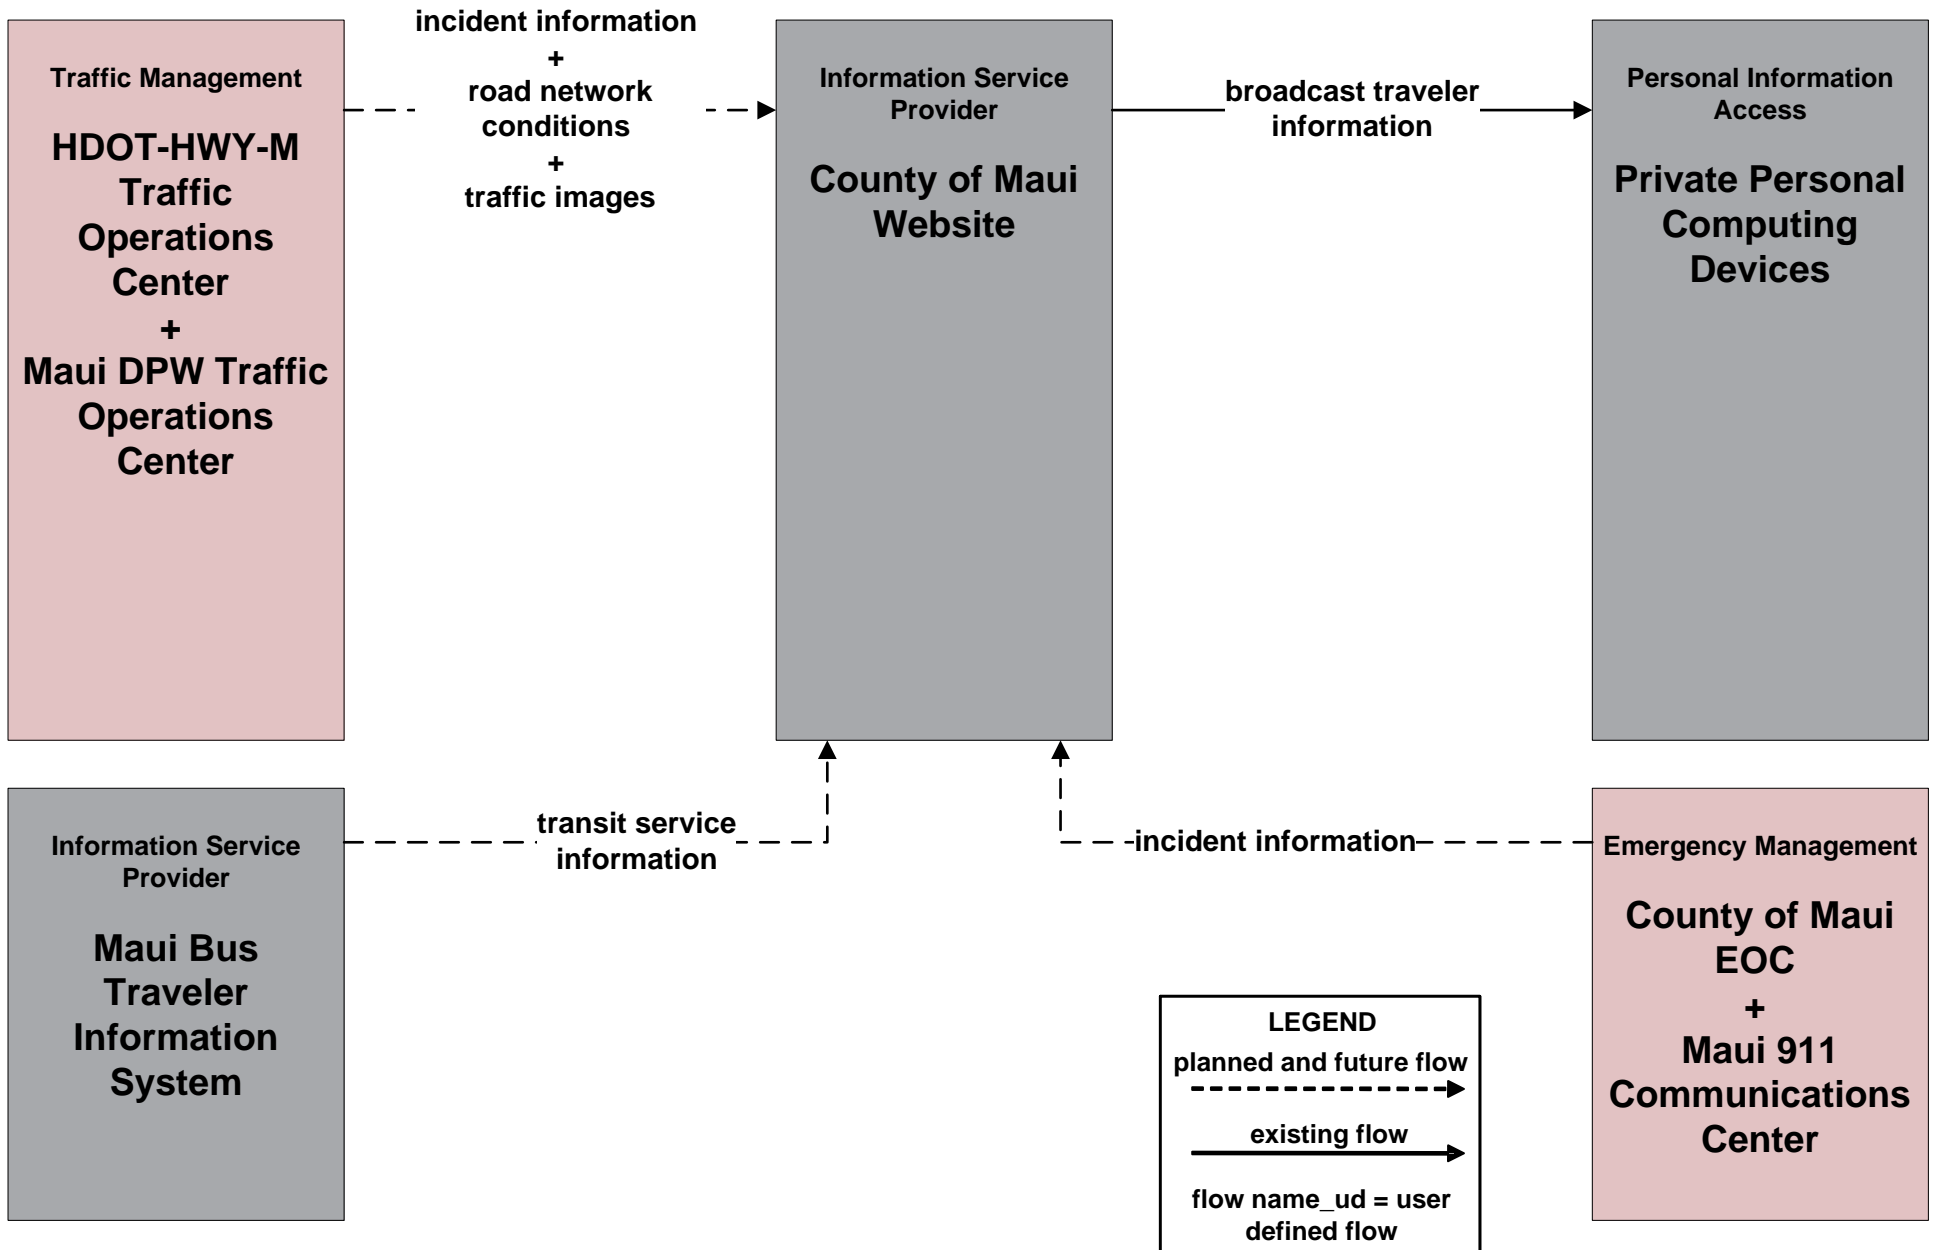 Traffic Management
HDOT-HWY-M
Traffic
Operations
Center
+
Maui DPW Traffic
Operations
Center
incident information
+
road network
conditions
+
traffic images
Information Service
Provider
County of Maui
Website
broadcast traveler
information
Personal Information
Access
Private Personal
Computing
Devices
Information Service
Provider
Maui Bus
Traveler
Information
System
transit service
information
incident information
Emergency Management
County of Maui
EOC
+
Maui 911
Communications
Center
LEGEND
planned and future flow
existing flow
flow name_ud = user
defined flow